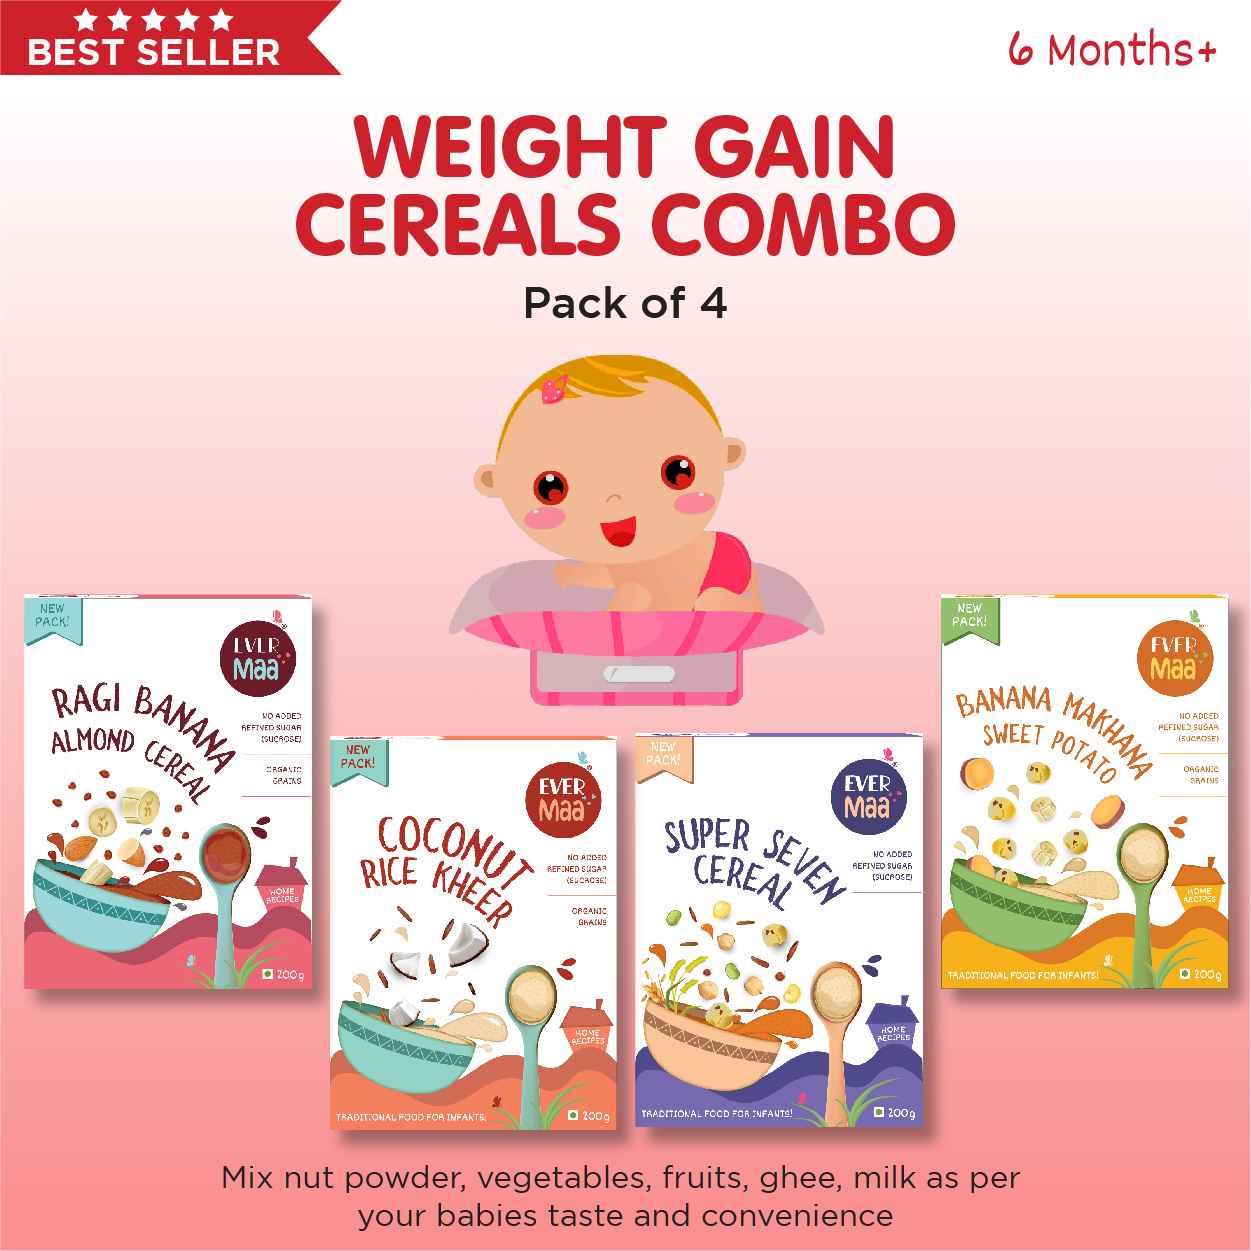 BEST SELLER
6 Months+
WEIGHT GAIN
CEREALS COMBO
Pack of 4
NEW
PACK!
EVER
Maa
®
RAGI BANANA
ALMOND CEREAL
NO ADDED
REFINED SUGAR
(SUCROSE)
ORGANIC
GRAINS
HOME
RECIPES
200g
NEW
PACK!
EVER
Maa
®
COCONUT
RICE KHEER
NO ADDED
REFINED SUGAR
(SUCROSE)
ORGANIC
GRAINS
HOME
RECIPES
TRADITIONAL FOOD FOR INFANTS!
200g
NEW
PACK!
EVER
Maa
®
SUPER SEVEN
CEREAL
NO ADDED
REFINED SUGAR
(SUCROSE)
HOME
RECIPES
TRADITIONAL FOOD FOR INFANTS!
200g
NEW
PACK!
EVER
Maa
®
BANANA MAKHANA
SWEET POTATO
NO ADDED
REFINED SUGAR
(SUCROSE)
ORGANIC
GRAINS
HOME
RECIPES
TRADITIONAL FOOD FOR INFANTS!
200g
Mix nut powder, vegetables, fruits, ghee, milk as per
your babies taste and convenience